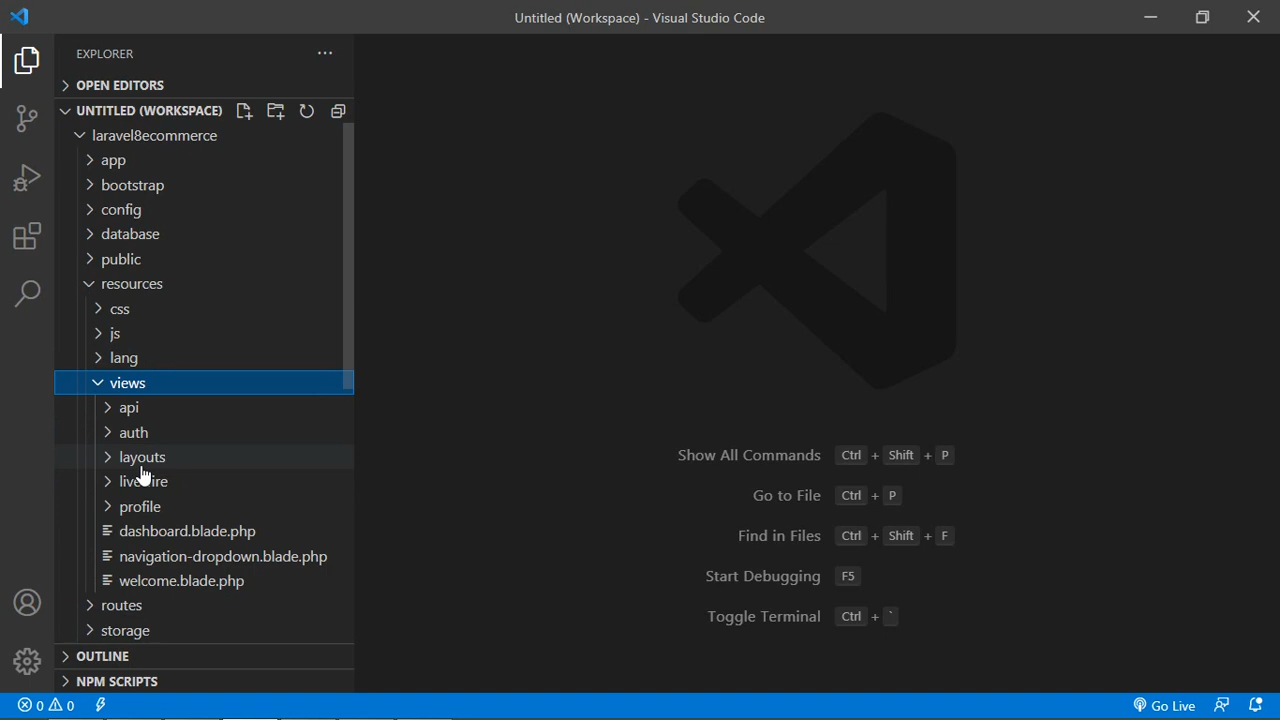 Untitled (Workspace) - Visual Studio Code
EXPLORER
OPEN EDITORS
UNTITLED (WORKSPACE)
laravel8ecommerce
app
bootstrap
config
database
public
resources
css
js
lang
views
api
auth
layouts
profile
dashboard.blade.php
navigation-dropdown.blade.php
welcome.blade.php
routes
storage
OUTLINE
NPM SCRIPTS
Show All Commands Ctrl + Shift + P
Go to File Ctrl + P
Find in Files Ctrl + Shift + F
Start Debugging F5
Toggle Terminal Ctrl + `
0 0
Go Live